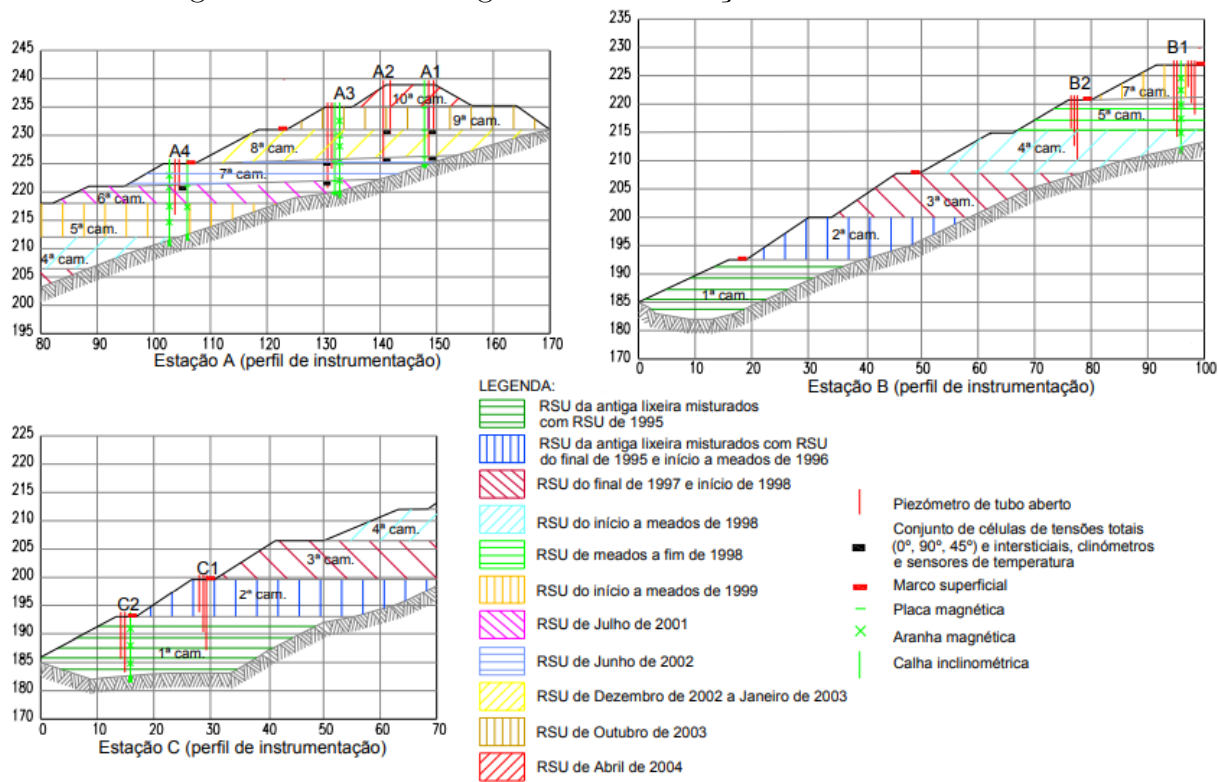 245
240
235
230
225
220
215
210
205
200
195
A2
A1
A3
A4
10ª cam.
9ª cam.
8ª cam.
7ª cam.
6ª cam.
5ª cam.
4ª cam.
80 90 100 110 120 130 140 150 160 170
Estação A (perfil de instrumentação)
235
230
225
220
215
210
205
200
195
190
185
180
175
170
B1
B2
7ª cam.
5ª cam.
4ª cam.
3ª cam.
2ª cam.
1ª cam.
0 10 20 30 40 50 60 70 80 90 100
Estação B (perfil de instrumentação)
225
220
215
210
205
200
195
190
185
180
175
170
C1
C2
4ª cam.
3ª cam.
2ª cam.
1ª cam.
0 10 20 30 40 50 60 70
Estação C (perfil de instrumentação)
LEGENDA:
RSU da antiga lixeira misturados
com RSU de 1995
RSU da antiga lixeira misturados com RSU
do final de 1995 e início a meados de 1996
RSU do final de 1997 e início de 1998
RSU do início a meados de 1998
RSU de meados a fim de 1998
RSU do início a meados de 1999
RSU de Julho de 2001
RSU de Junho de 2002
RSU de Dezembro de 2002 a Janeiro de 2003
RSU de Outubro de 2003
RSU de Abril de 2004
Piezómetro de tubo aberto
Conjunto de células de tensões totais
(0º, 90º, 45º) e intersticiais, clinómetros
e sensores de temperatura
Marco superficial
Placa magnética
Aranha magnética
Calha inclinométrica